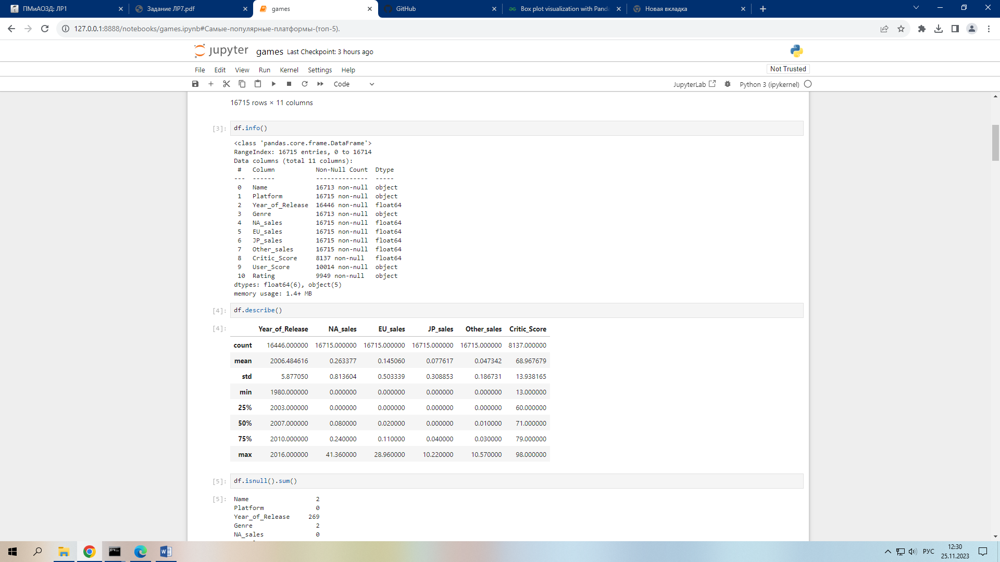 ПМиАОЗД: ЛР1
Задание ЛР7.pdf
games
GitHub
Box plot visualization with Panda
Новая вкладка
127.0.0.1:8888/notebooks/games.ipynb#Самые-популярные-платформы-(топ-5).
jupyter games Last Checkpoint: 3 hours ago
File Edit View Run Kernel Settings Help
Not Trusted
Code
JupyterLab
Python 3 (ipykernel)
16715 rows × 11 columns
[3]: df.info()
<class 'pandas.core.frame.DataFrame'>
RangeIndex: 16715 entries, 0 to 16714
Data columns (total 11 columns):
# Column Non-Null Count Dtype
--- ------ -------------- -----
0 Name 16713 non-null object
1 Platform 16715 non-null object
2 Year_of_Release 16446 non-null float64
3 Genre 16713 non-null object
4 NA_sales 16715 non-null float64
5 EU_sales 16715 non-null float64
6 JP_sales 16715 non-null float64
7 Other_sales 16715 non-null float64
8 Critic_Score 8137 non-null float64
9 User_Score 10014 non-null object
10 Rating 9949 non-null object
dtypes: float64(6), object(5)
memory usage: 1.4+ MB
[4]: df.describe()
[4]: Year_of_Release NA_sales EU_sales JP_sales Other_sales Critic_Score
count 16446.000000 16715.000000 16715.000000 16715.000000 16715.000000 8137.000000
mean 2006.484616 0.263377 0.145060 0.077617 0.047342 68.967679
std 5.877050 0.813604 0.503339 0.308853 0.186731 13.938165
min 1980.000000 0.000000 0.000000 0.000000 0.000000 13.000000
25% 2003.000000 0.000000 0.000000 0.000000 0.000000 60.000000
50% 2007.000000 0.080000 0.020000 0.000000 0.010000 71.000000
75% 2010.000000 0.240000 0.110000 0.040000 0.030000 79.000000
max 2016.000000 41.360000 28.960000 10.220000 10.570000 98.000000
[5]: df.isnull().sum()
[5]: Name 2
Platform 0
Year_of_Release 269
Genre 2
NA_sales 0
РУС
12:30
25.11.2023